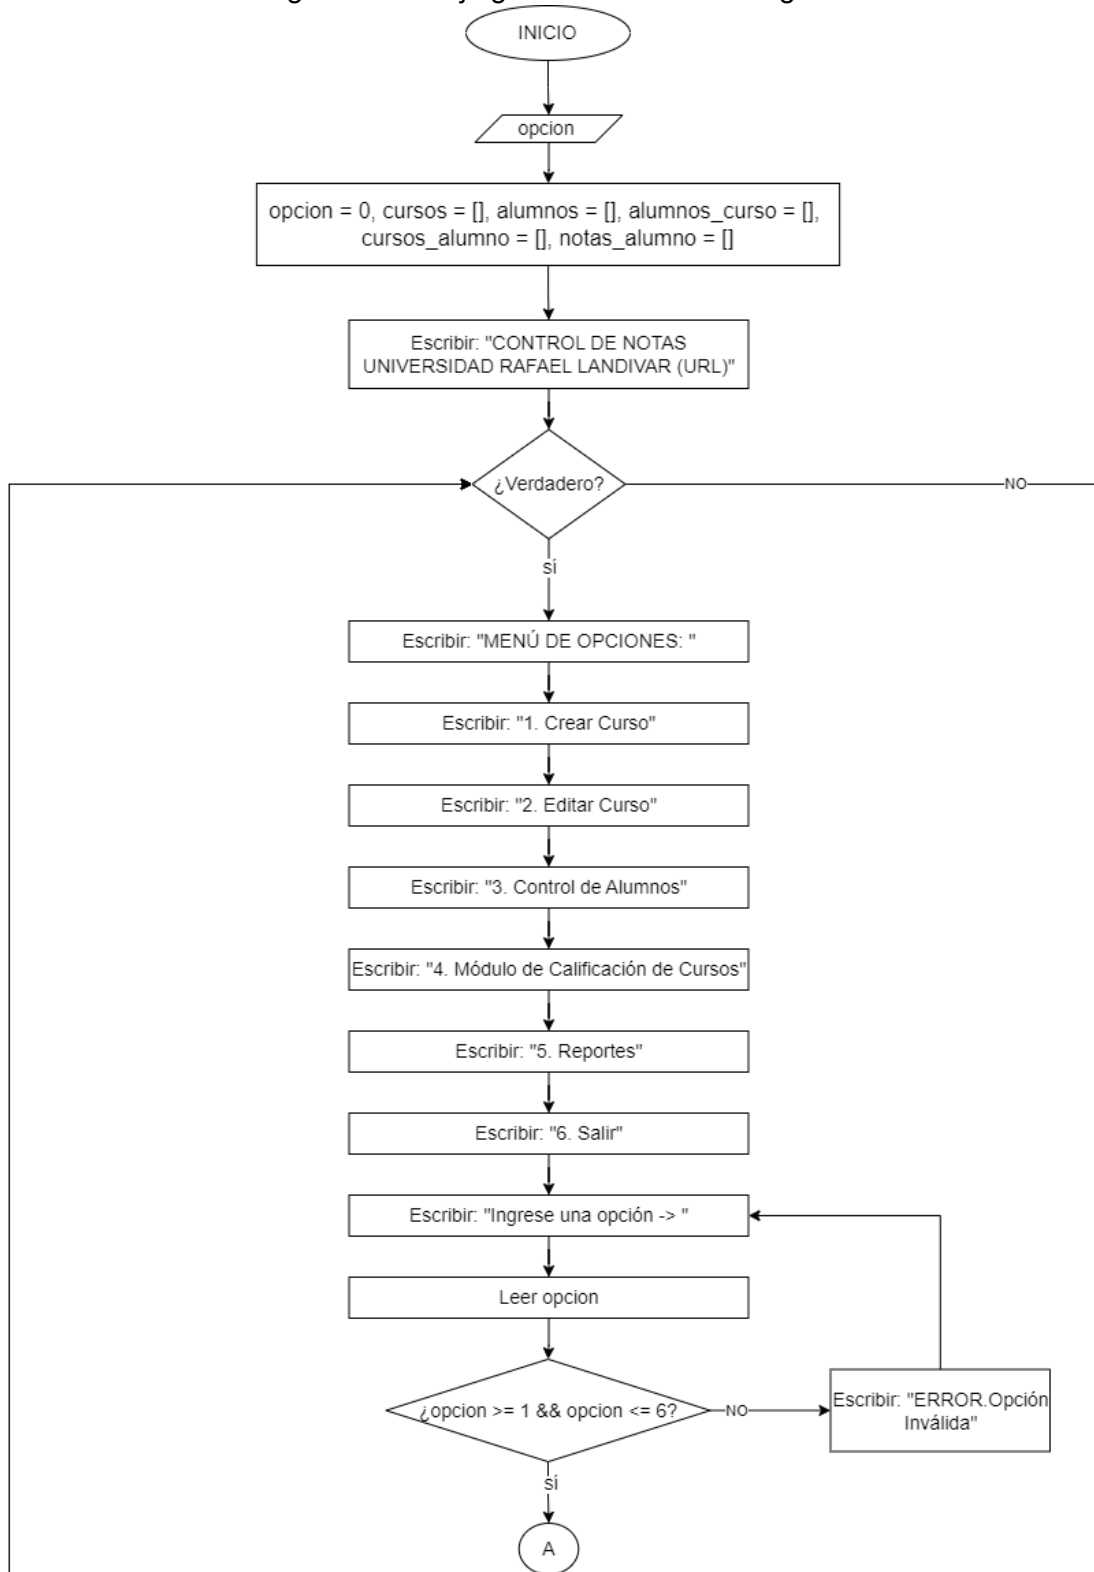 INICIO
opcion
opcion = 0, cursos = [], alumnos = [], alumnos_curso = [],
cursos_alumno = [], notas_alumno = []
Escribir: "CONTROL DE NOTAS
UNIVERSIDAD RAFAEL LANDIVAR (URL)"
¿Verdadero?
NO
sí
Escribir: "MENÚ DE OPCIONES: "
Escribir: "1. Crear Curso"
Escribir: "2. Editar Curso"
Escribir: "3. Control de Alumnos"
Escribir: "4. Módulo de Calificación de Cursos"
Escribir: "5. Reportes"
Escribir: "6. Salir"
Escribir: "Ingrese una opción -> "
Leer opcion
¿opcion >= 1 && opcion <= 6?
NO
Escribir: "ERROR.Opción
Inválida"
sí
A